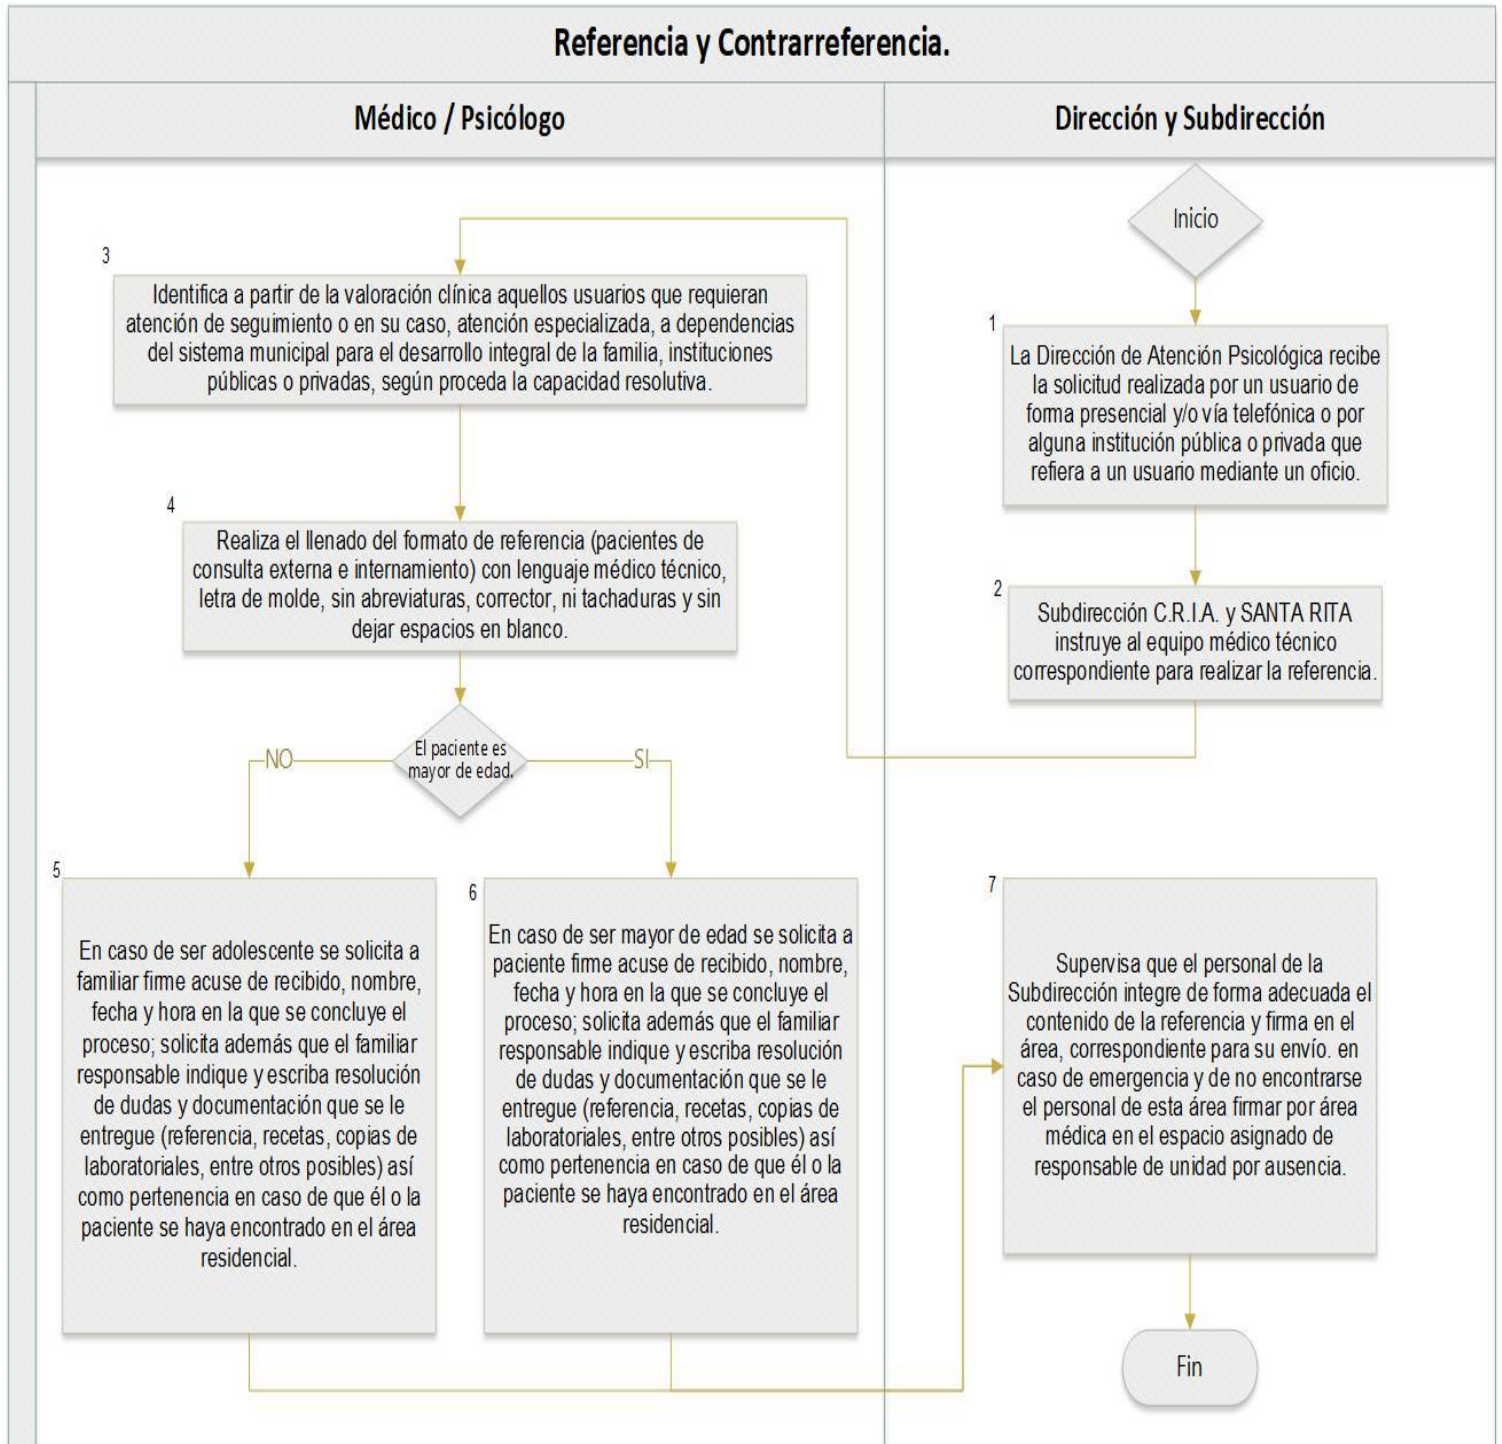 Referencia y Contrarreferencia.
Médico / Psicólogo
Dirección y Subdirección
Inicio
1
La Dirección de Atención Psicológica recibe
la solicitud realizada por un usuario de
forma presencial y/o vía telefónica o por
alguna institución pública o privada que
refiera a un usuario mediante un oficio.
2
Subdirección C.R.I.A. y SANTA RITA
instruye al equipo médico técnico
correspondiente para realizar la referencia.
3
Identifica a partir de la valoración clínica aquellos usuarios que requieran
atención de seguimiento o en su caso, atención especializada, a dependencias
del sistema municipal para el desarrollo integral de la familia, instituciones
públicas o privadas, según proceda la capacidad resolutiva.
4
Realiza el llenado del formato de referencia (pacientes de
consulta externa e internamiento) con lenguaje médico técnico,
letra de molde, sin abreviaturas, corrector, ni tachaduras y sin
dejar espacios en blanco.
El paciente es
mayor de edad.
NO
SI
5
En caso de ser adolescente se solicita a
familiar firme acuse de recibido, nombre,
fecha y hora en la que se concluye el
proceso; solicita además que el familiar
responsable indique y escriba resolución
de dudas y documentación que se le
entregue (referencia, recetas, copias de
laboratoriales, entre otros posibles) así
como pertenencia en caso de que él o la
paciente se haya encontrado en el área
residencial.
6
En caso de ser mayor de edad se solicita a
paciente firme acuse de recibido, nombre,
fecha y hora en la que se concluye el
proceso; solicita además que el familiar
responsable indique y escriba resolución
de dudas y documentación que se le
entregue (referencia, recetas, copias de
laboratoriales, entre otros posibles) así
como pertenencia en caso de que él o la
paciente se haya encontrado en el área
residencial.
7
Supervisa que el personal de la
Subdirección integre de forma adecuada el
contenido de la referencia y firma en el
área, correspondiente para su envío. en
caso de emergencia y de no encontrarse
el personal de esta área firmar por área
médica en el espacio asignado de
responsable de unidad por ausencia.
Fin